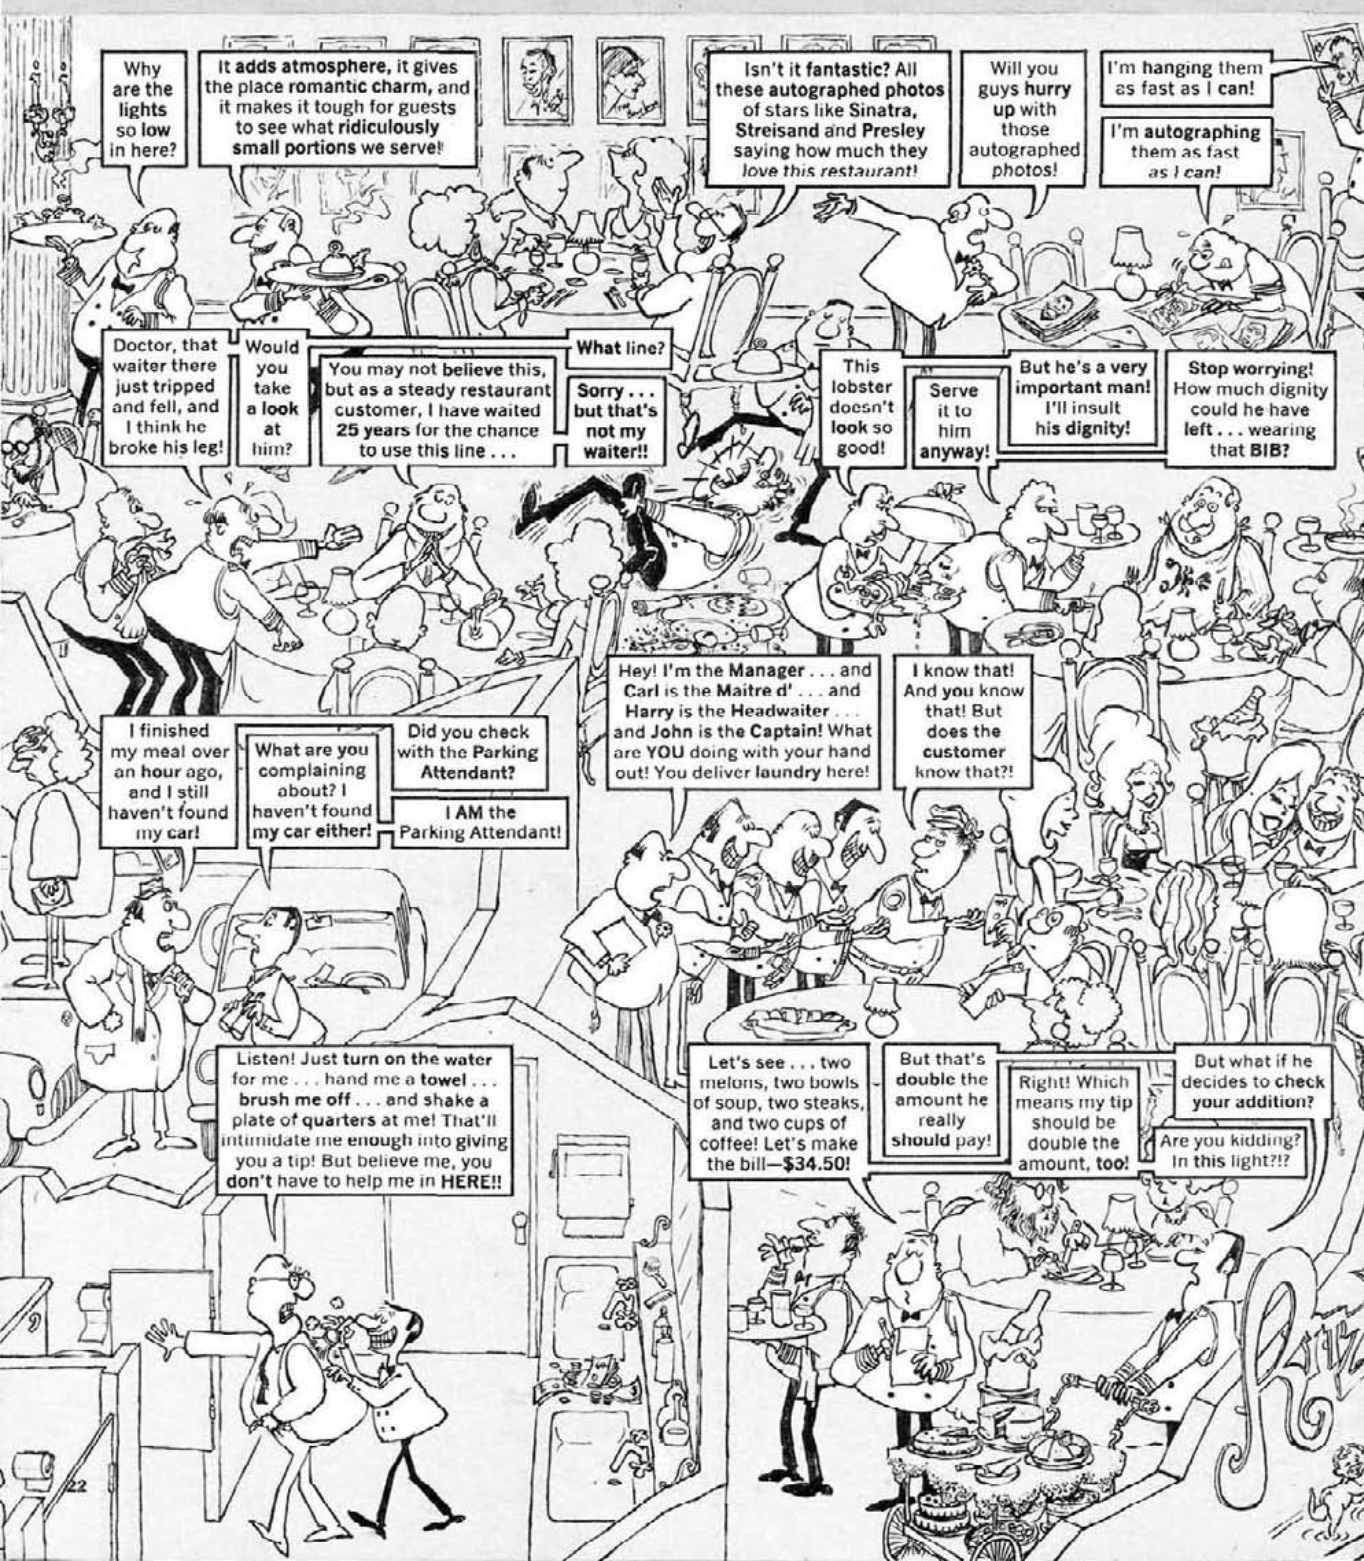 Why
are the
lights
so low
in here?
It adds atmosphere, it gives
the place romantic charm, and
it makes it tough for guests
to see what ridiculously
small portions we serve!
Isn't it fantastic? All
these autographed photos
of stars like Sinatra,
Streisand and Presley
saying how much they
love this restaurant!
Will you
guys hurry
up with
those
autographed
photos!
I'm hanging them
as fast as I can!
I'm autographing
them as fast
as I can!
Doctor, that
waiter there
just tripped
and fell, and
I think he
broke his leg!
Would
you
take
a look
at
him?
You may not believe this,
but as a steady restaurant
customer, I have waited
25 years for the chance
to use this line . . .
What line?
Sorry . . .
but that's
not my
waiter!!
This
lobster
doesn't
look so
good!
Serve
it to
him
anyway!
But he's a very
important man!
I'll insult
his dignity!
Stop worrying!
How much dignity
could he have
left . . . wearing
that BIB?
I finished
my meal over
an hour ago,
and I still
haven't found
my car!
What are you
complaining
about? I
haven't found
my car either!
Did you check
with the Parking
Attendant?
I AM the
Parking Attendant!
Hey! I'm the Manager . . . and
Carl is the Maitre d' . . . and
Harry is the Headwaiter . . .
and John is the Captain! What
are YOU doing with your hand
out! You deliver laundry here!
I know that!
And you know
that! But
does the
customer
know that?!
Listen! Just turn on the water
for me . . . hand me a towel . . .
brush me off . . . and shake a
plate of quarters at me! That'll
intimidate me enough into giving
you a tip! But believe me, you
don't have to help me in HERE!!
Let's see . . . two
melons, two bowls
of soup, two steaks,
and two cups of
coffee! Let's make
the bill—$34.50!
But that's
double the
amount he
really
should pay!
Right! Which
means my tip
should be
double the
amount, too!
But what if he
decides to check
your addition?
Are you kidding?
In this light?!?
22